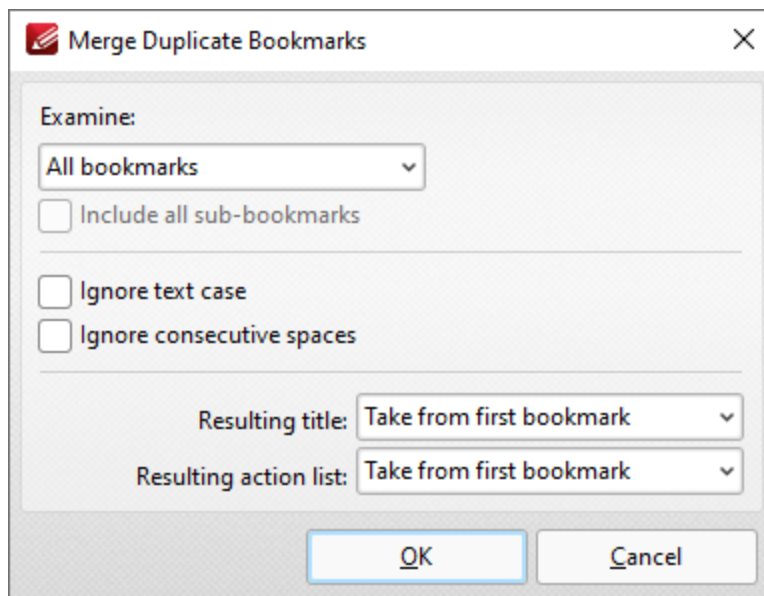 Merge Duplicate Bookmarks
Examine:
All bookmarks
Include all sub-bookmarks
Ignore text case
Ignore consecutive spaces
Resulting title: Take from first bookmark
Resulting action list: Take from first bookmark
OK Cancel